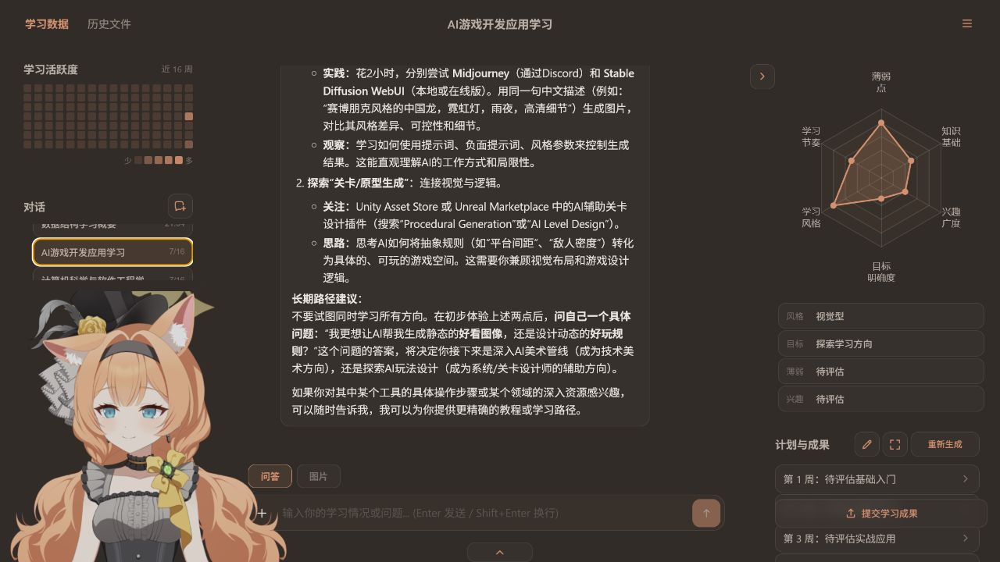 学习数据
历史文件
AI游戏开发应用学习
学习活跃度
近 16 周
少
多
对话
数据结构学习概要
AI游戏开发应用学习
7/16
计算机科学与软件工程学
7/16
实践：花2小时，分别尝试 Midjourney（通过Discord）和 Stable
Diffusion WebUI（本地或在线版）。用同一句中文描述（例如：
“赛博朋克风格的中国龙，霓虹灯，雨夜，高清细节”）生成图片，
对比其风格差异、可控性和细节。
观察：学习如何使用提示词、负面提示词、风格参数来控制生成
结果。这能直观理解AI的工作方式和局限性。
2. 探索“关卡/原型生成”：连接视觉与逻辑。
关注：Unity Asset Store 或 Unreal Marketplace 中的AI辅助关卡
设计插件（搜索“Procedural Generation”或“AI Level Design”）。
思路：思考AI如何将抽象规则（如“平台间距”、“敌人密度”）转化
为具体的、可玩的游戏空间。这需要你兼顾视觉布局和游戏设计
逻辑。
长期路径建议：
不要试图同时学习所有方向。在初步体验上述两点后，问自己一个具体
问题：“我更想让AI帮我生成静态的好看图像，还是设计动态的好玩规
则？”这个问题的答案，将决定你接下来是深入AI美术管线（成为技术美
术方向），还是探索AI玩法设计（成为系统/关卡设计师的辅助方向）。
如果你对其中某个工具的具体操作步骤或某个领域的深入资源感兴趣，
可以随时告诉我，我可以为你提供更精确的教程或学习路径。
问答
图片
输入你的学习情况或问题... (Enter 发送 / Shift+Enter 换行)
薄弱
点
知识
基础
兴趣
广度
目标
明确度
学习
风格
学习
节奏
风格
视觉型
目标
探索学习方向
薄弱
待评估
兴趣
待评估
计划与成果
重新生成
第 1 周：待评估基础入门
提交学习成果
第 3 周：待评估实战应用